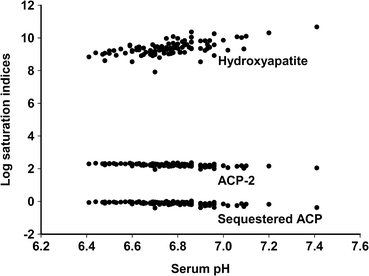 12
10
8
6
4
2
0
-2
Log saturation indices
Hydroxyapatite
ACP-2
Sequestered ACP
6.2 6.4 6.6 6.8 7.0 7.2 7.4 7.6
Serum pH